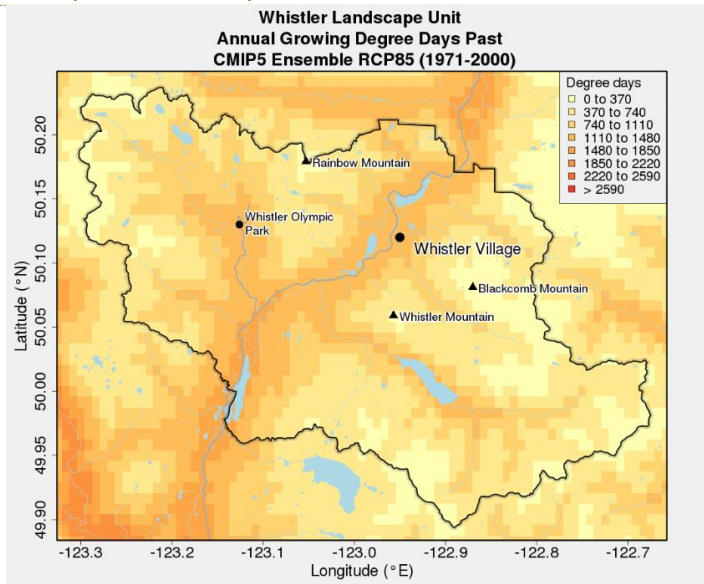 Whistler Landscape Unit
Annual Growing Degree Days Past
CMIP5 Ensemble RCP85 (1971-2000)
Degree days
0 to 370
370 to 740
740 to 1110
1110 to 1480
1480 to 1850
1850 to 2220
2220 to 2590
> 2590
Rainbow Mountain
Whistler Olympic
Park
Whistler Village
Blackcomb Mountain
Whistler Mountain
Latitude (°N)
50.20
50.15
50.10
50.05
50.00
49.95
49.90
-123.3 -123.2 -123.1 -123.0 -122.9 -122.8 -122.7
Longitude (°E)